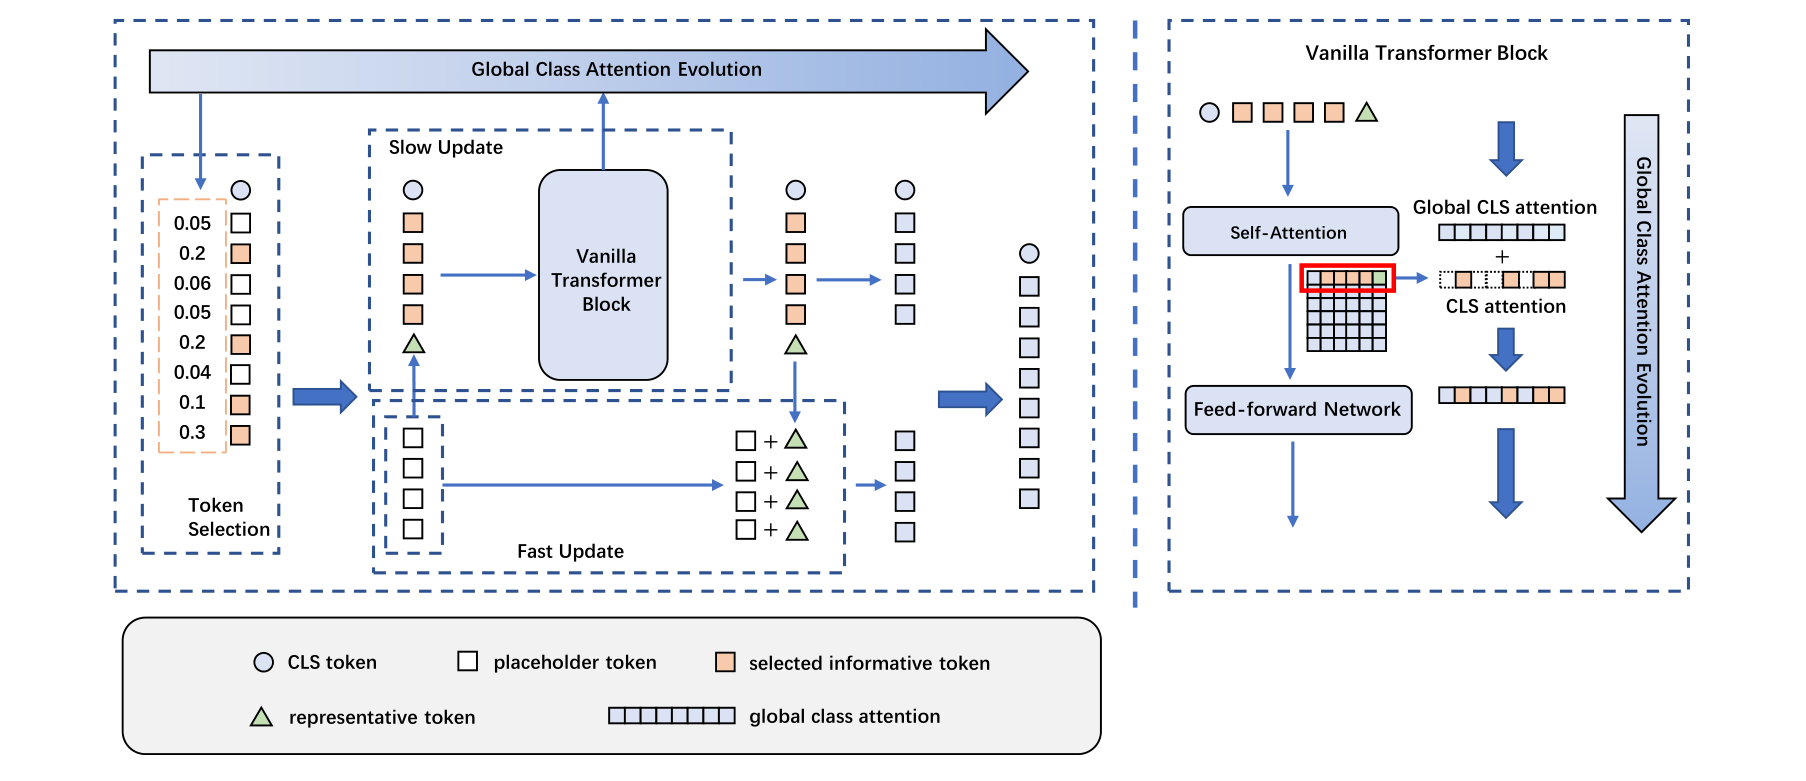 Global Class Attention Evolution
Slow Update
0.05
0.2
0.06
0.05
0.2
0.04
0.1
0.3
Token
Selection
Vanilla
Transformer
Block
+
+
+
+
Fast Update
Vanilla Transformer Block
Self-Attention
Global CLS attention
+
CLS attention
Feed-forward Network
Global Class Attention Evolution
CLS token
placeholder token
selected informative token
representative token
global class attention